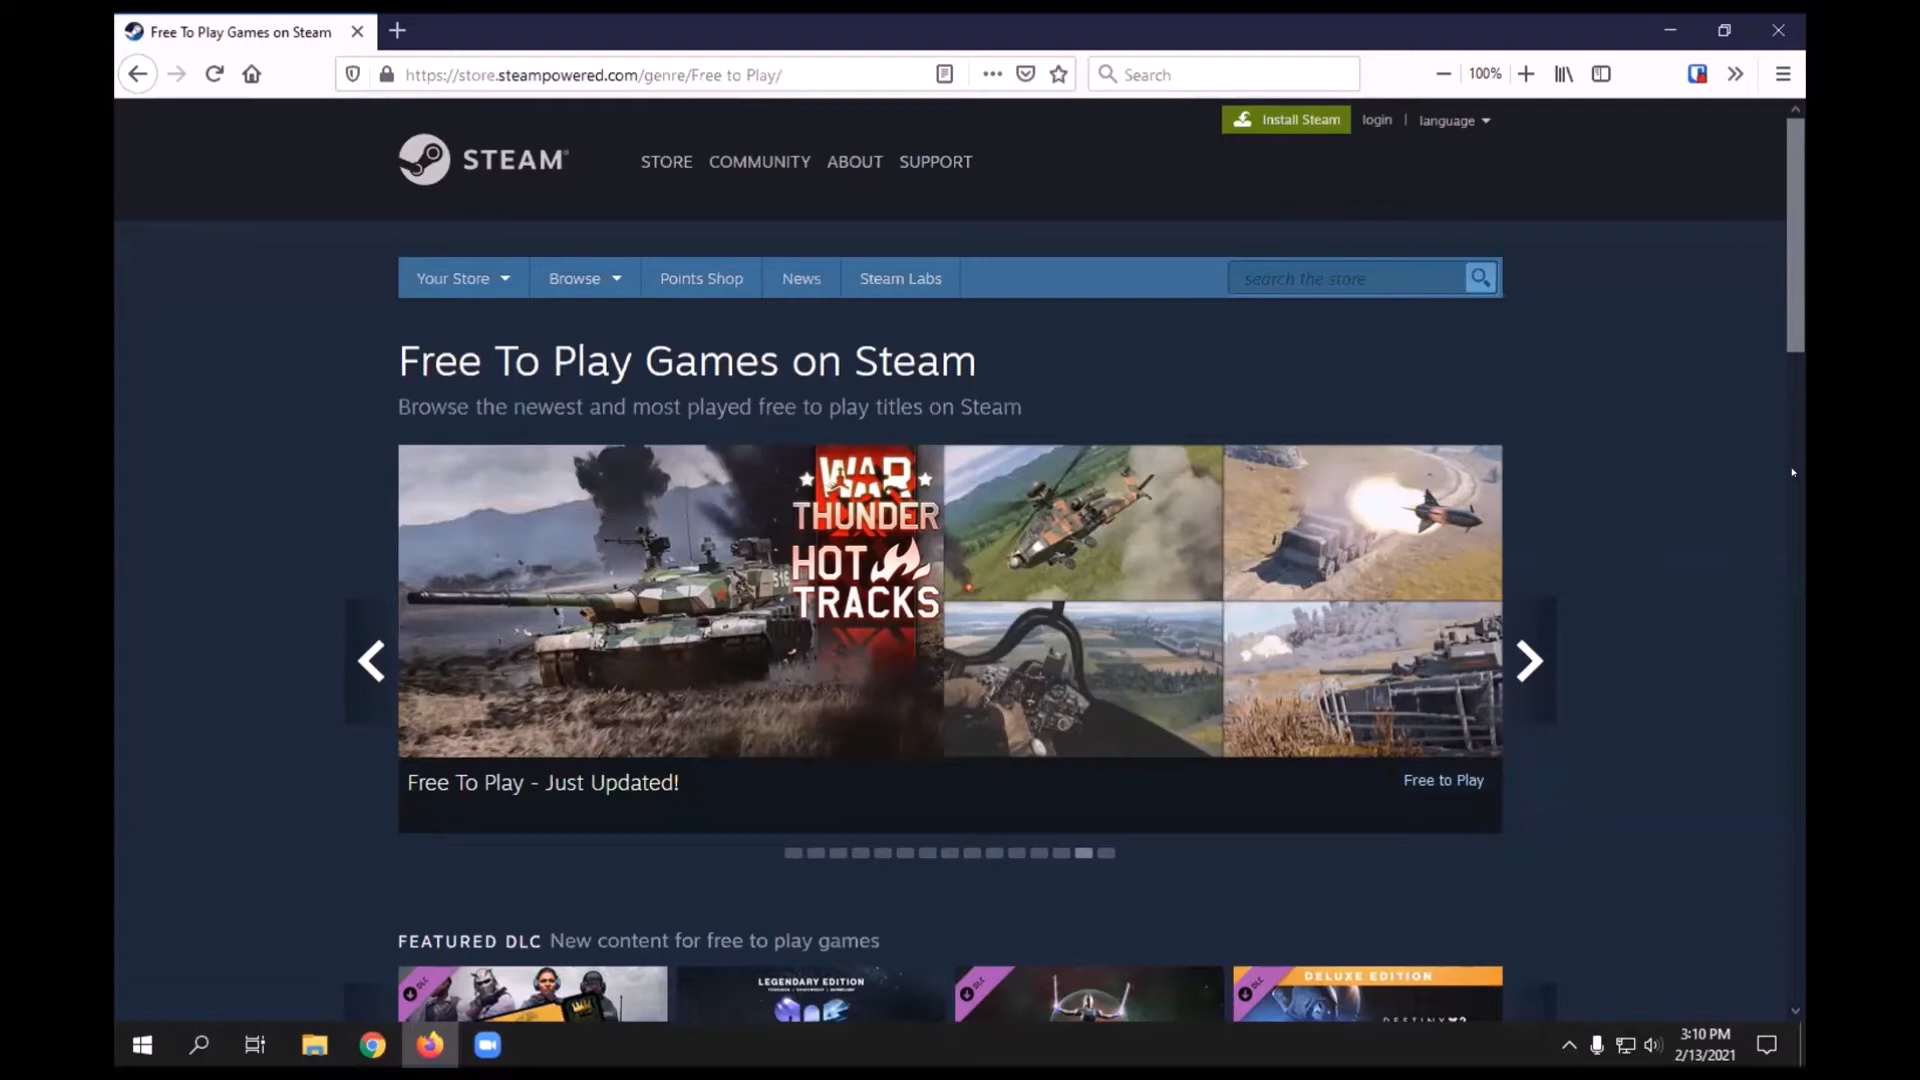 Free To Play Games on Steam
https://store.steampowered.com/genre/Free to Play/
Search
100%
Install Steam
login
language
STEAM®
STORE COMMUNITY ABOUT SUPPORT
Your Store Browse Points Shop News Steam Labs
search the store
Free To Play Games on Steam
Browse the newest and most played free to play titles on Steam
WAR
THUNDER
HOT
TRACKS
516
Free To Play - Just Updated!
Free to Play
FEATURED DLC New content for free to play games
DLC
LEGENDARY EDITION
DLC
DELUXE EDITION
DLC
3:10 PM
2/13/2021